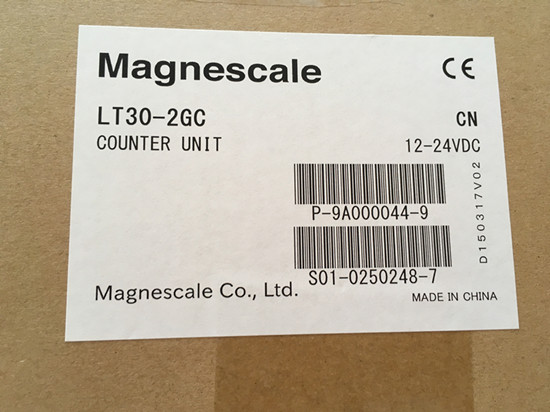 Magnescale
CE
LT30-2GC
CN
COUNTER UNIT
12-24VDC
P-9A000044-9
S01-0250248-7
D150317V02
Magnescale Co., Ltd.
MADE IN CHINA